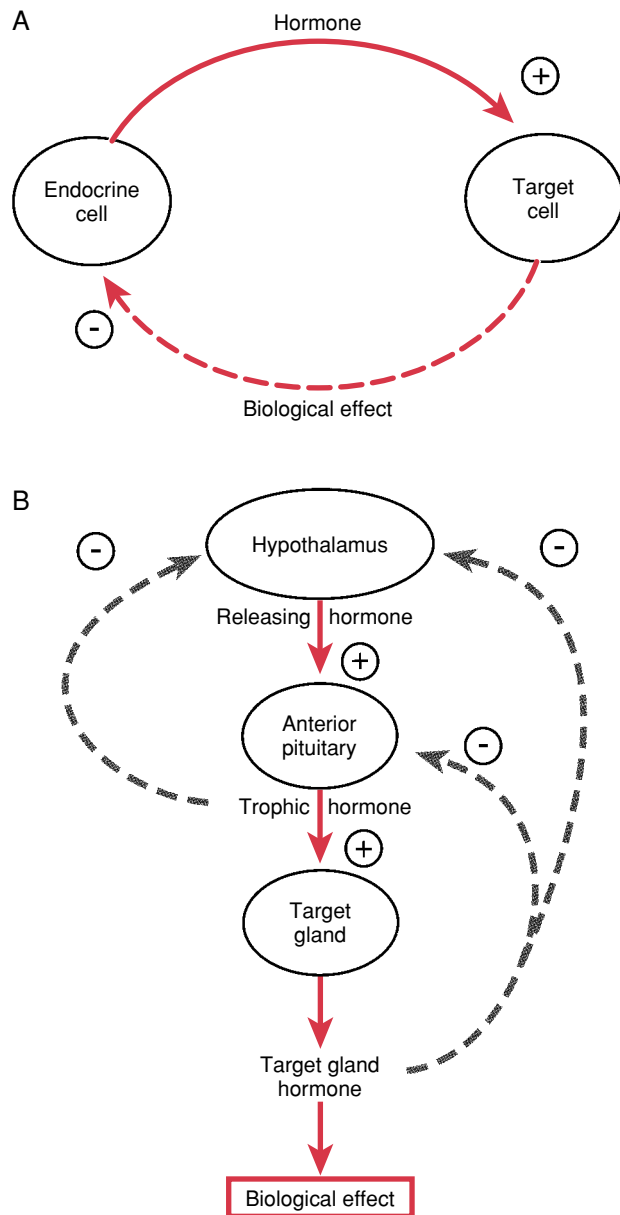 A
Hormone
+
Endocrine
cell
Target
cell
-
Biological effect
B
-
Hypothalamus
-
Releasing hormone
+
Anterior
pituitary
-
Trophic hormone
+
Target
gland
Target gland
hormone
Biological effect